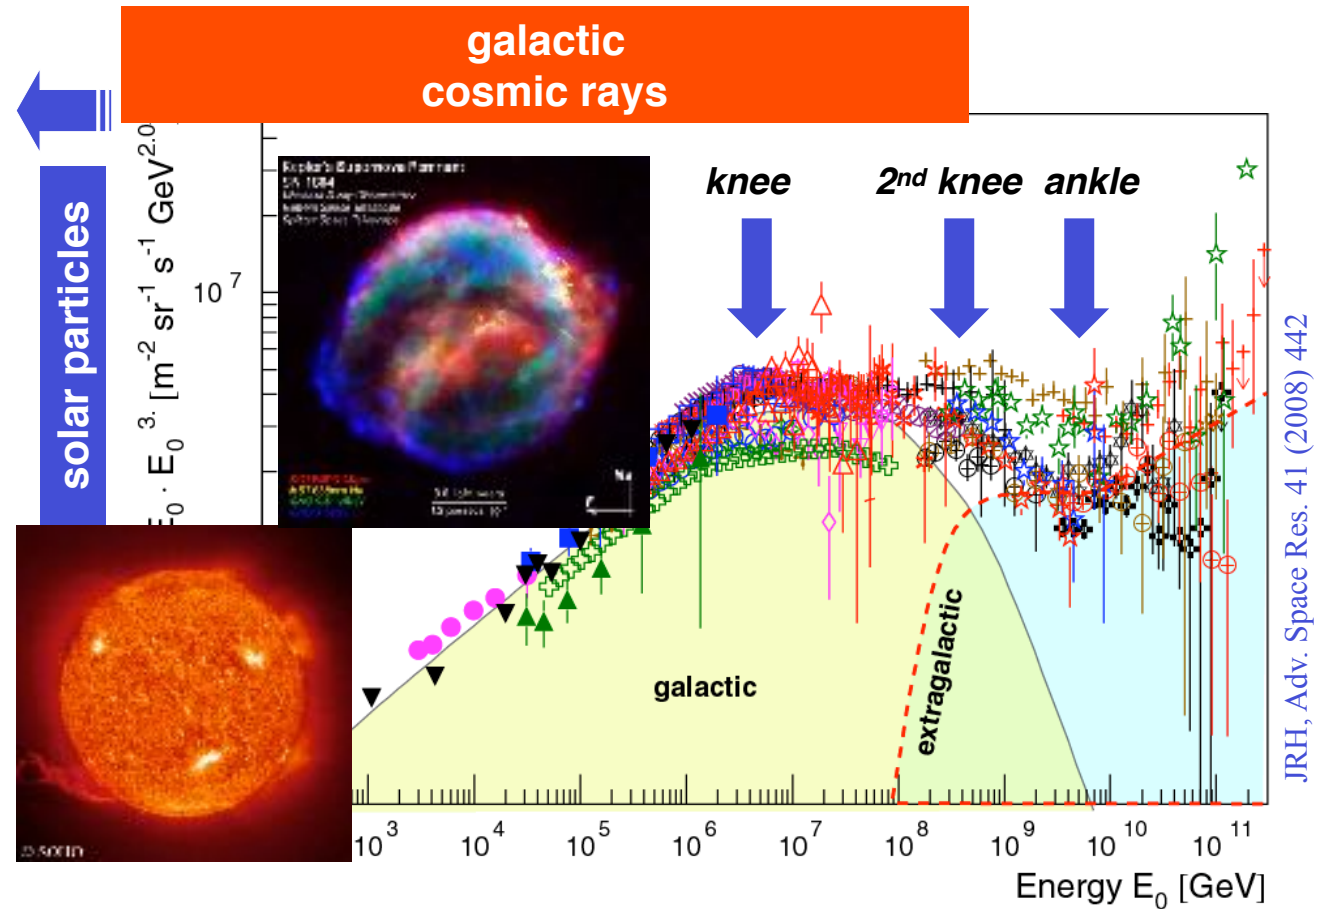 galactic
cosmic rays
solar particles
E₀ · E₀ ³· [m⁻² sr⁻¹ s⁻¹ GeV²·⁰
10 ⁷
Kepler's Supernova Remnant
SN 1604
knee
2nd knee
ankle
galactic
extragalactic
N
E
10 ³
10 ⁴
10 ⁵
10 ⁶
10 ⁷
10 ⁸
10 ⁹
10 ¹⁰
10 ¹¹
Energy E₀ [GeV]
JRH, Adv. Space Res. 41 (2008) 442